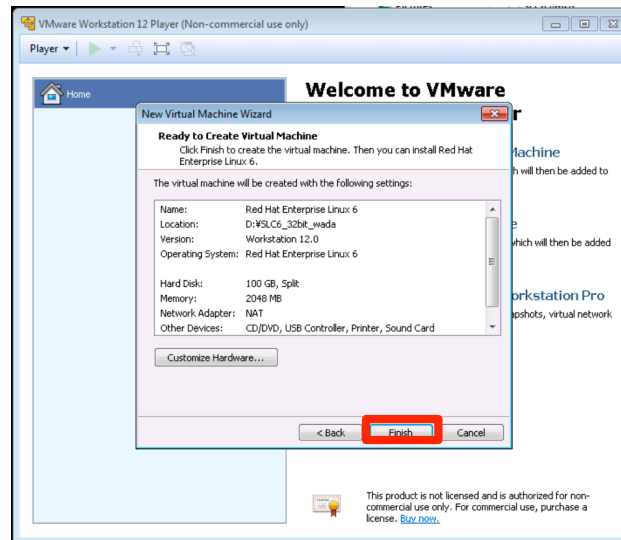 VMware Workstation 12 Player (Non-commercial use only)
Player
Home
Welcome to VMware
New Virtual Machine Wizard
Ready to Create Virtual Machine
Click Finish to create the virtual machine. Then you can install Red Hat
Enterprise Linux 6.
The virtual machine will be created with the following settings:
Name: Red Hat Enterprise Linux 6
Location: D:¥SLC6_32bit_wada
Version: Workstation 12.0
Operating System: Red Hat Enterprise Linux 6
Hard Disk: 100 GB, Split
Memory: 2048 MB
Network Adapter: NAT
Other Devices: CD/DVD, USB Controller, Printer, Sound Card
Customize Hardware...
< Back Finish Cancel
r
Machine
h will then be added to
e
which will then be added
orkstation Pro
apshots, virtual network
This product is not licensed and is authorized for non-
commercial use only. For commercial use, purchase a
license. Buy now.